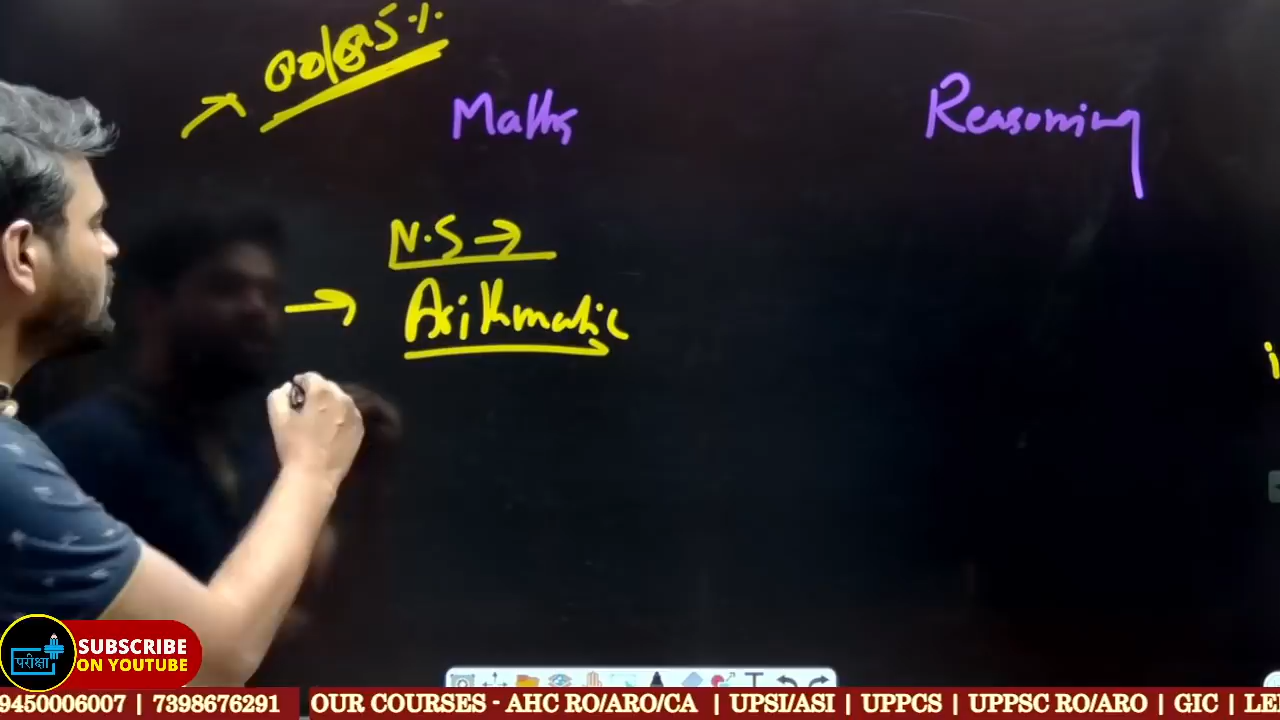 Maths
Reasoning
N.S →
→ Arithmatic
i
परीक्षा
SUBSCRIBE
ON YOUTUBE
9450006007 | 7398676291 | OUR COURSES - AHC RO/ARO/CA | UPSI/ASI | UPPCS | UPPSC RO/ARO | GIC | LE